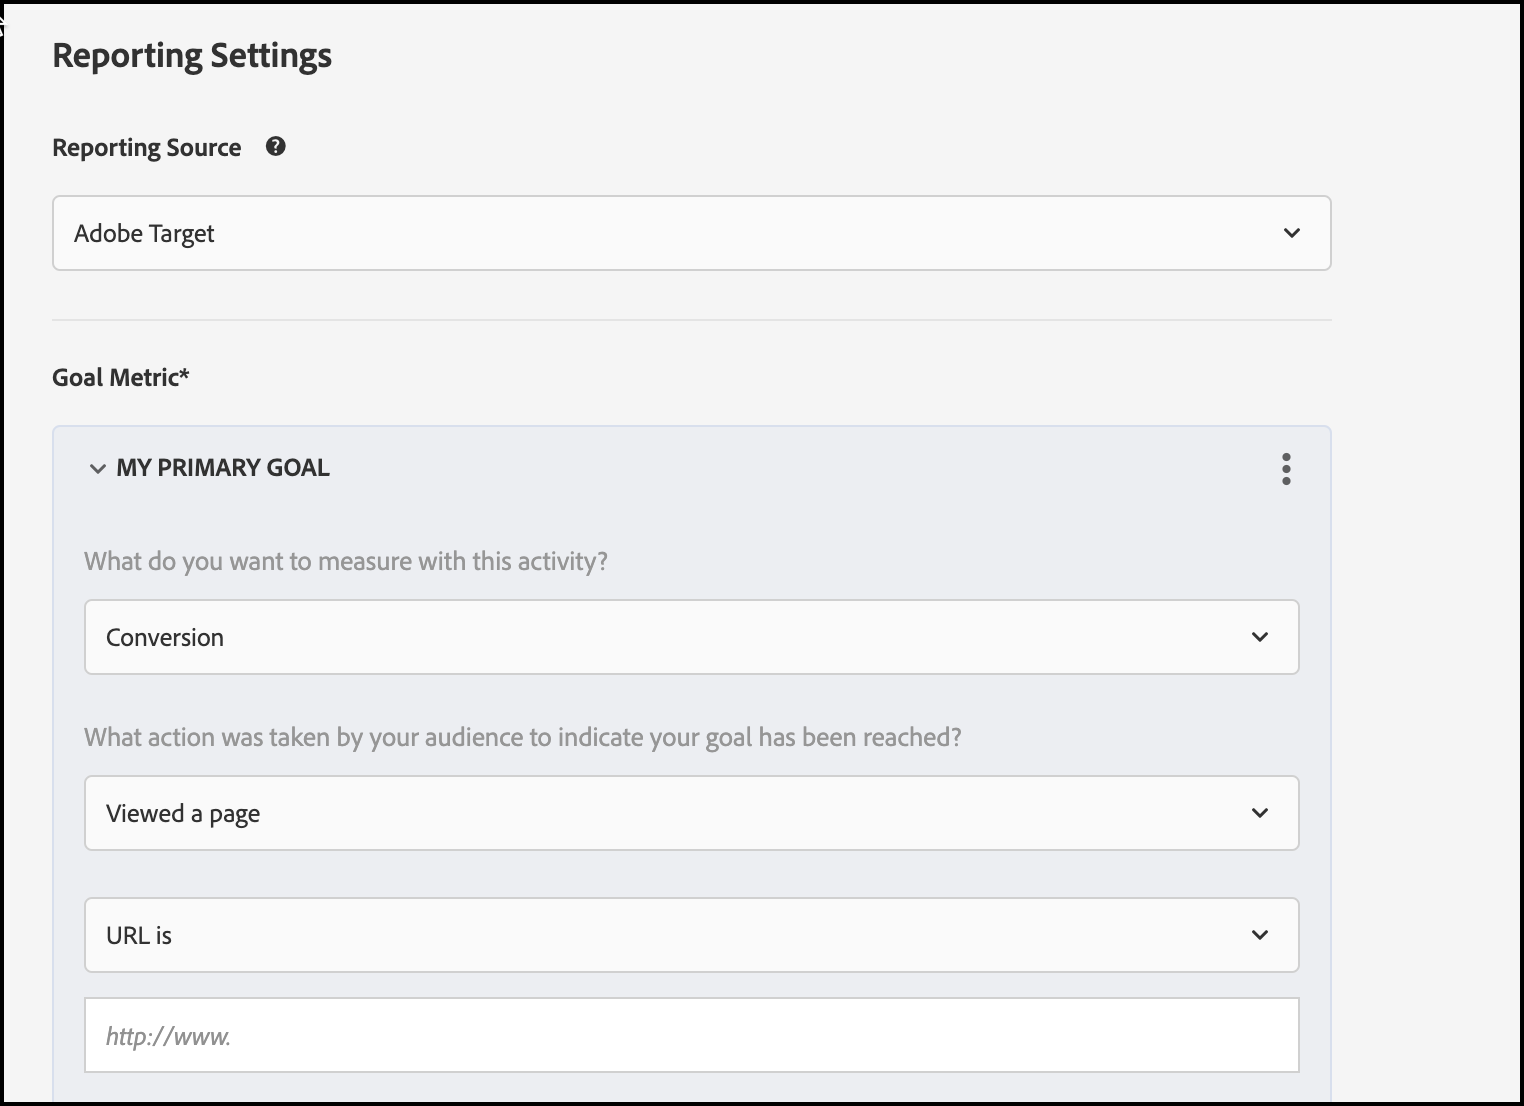 Reporting Settings
Reporting Source
Adobe Target
Goal Metric*
MY PRIMARY GOAL
What do you want to measure with this activity?
Conversion
What action was taken by your audience to indicate your goal has been reached?
Viewed a page
URL is
http://www.